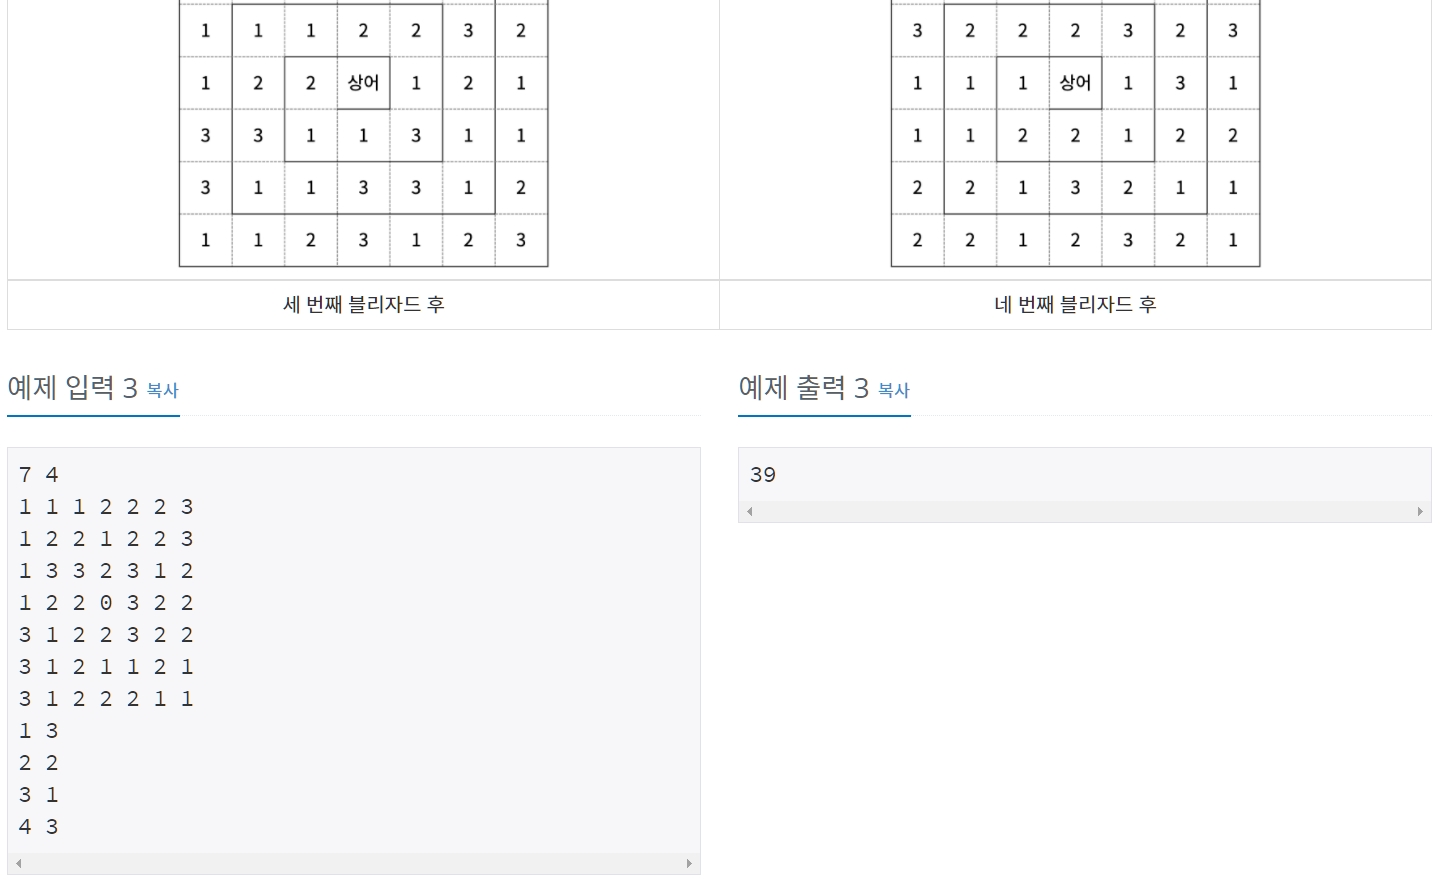 1 1 1 2 2 3 2
1 2 2 상어 1 2 1
3 3 1 1 3 1 1
3 1 1 3 3 1 2
1 1 2 3 1 2 3
세 번째 블리자드 후
3 2 2 2 3 2 3
1 1 1 상어 1 3 1
1 1 2 2 1 2 2
2 2 1 3 2 1 1
2 2 1 2 3 2 1
네 번째 블리자드 후
예제 입력 3 복사
7 4
1 1 1 2 2 2 3
1 2 2 1 2 2 3
1 3 3 2 3 1 2
1 2 2 0 3 2 2
3 1 2 2 3 2 2
3 1 2 1 1 2 1
3 1 2 2 2 1 1
1 3
2 2
3 1
4 3
예제 출력 3 복사
39